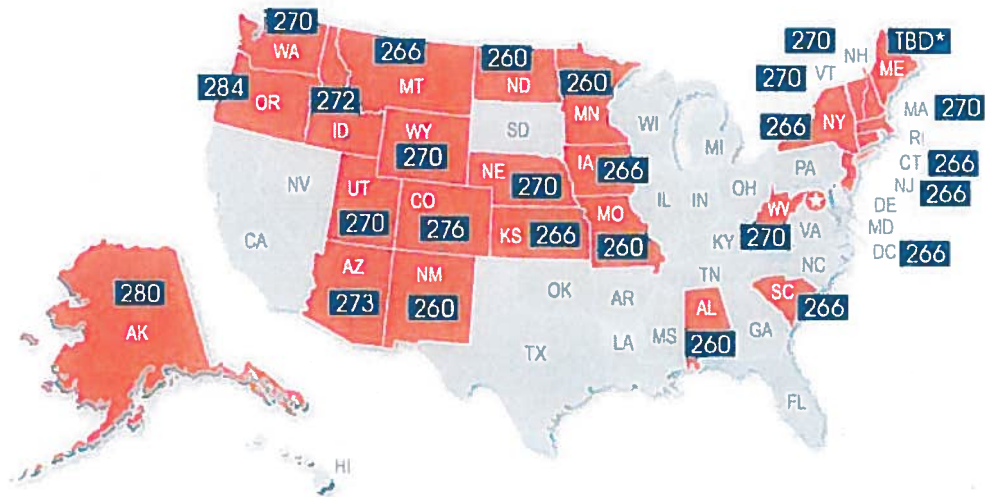 270
WA
266
MT
260
ND
260
MN
284
OR
272
ID
WY
270
SD
WI
MI
270
NH
TBD*
ME
270
VT
266
NY
MA 270
RI
CT 266
NJ 266
PA
DE
MD
DC 266
NV
UT
270
CO
276
NE
270
IA 266
IL
IN
OH
WV
270
VA
CA
KS 266
MO
260
KY
NC
TN
AZ
273
NM
260
OK
AR
SC
266
AL
260
GA
MS
LA
TX
FL
280
AK
HI